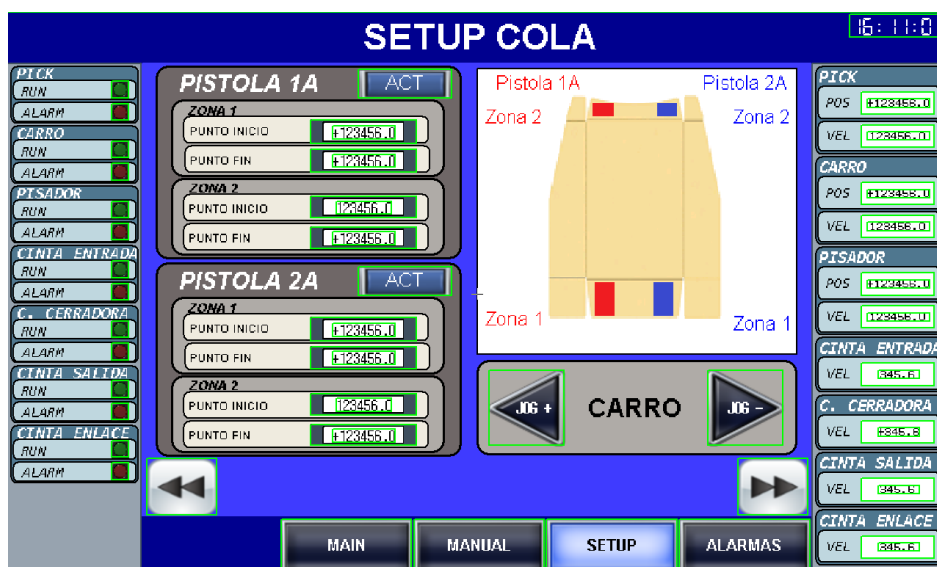 SETUP COLA
16:11:0
PICK
RUN
ALARM
CARRO
RUN
ALARM
PISADOR
RUN
ALARM
CINTA ENTRADA
RUN
ALARM
C. CERRADORA
RUN
ALARM
CINTA SALIDA
RUN
ALARM
CINTA ENLACE
RUN
ALARM
PISTOLA 1A
ACT
ZONA 1
PUNTO INICIO +123456.0
PUNTO FIN +123456.0
ZONA 2
PUNTO INICIO 123456.0
PUNTO FIN +123456.0
PISTOLA 2A
ACT
ZONA 1
PUNTO INICIO +123456.0
PUNTO FIN +123456.0
ZONA 2
PUNTO INICIO 123456.0
PUNTO FIN +123456.0
Pistola 1A Pistola 2A
Zona 2 Zona 2
Zona 1 Zona 1
JOG + CARRO JOG -
PICK
POS +123456.0
VEL 123456.0
CARRO
POS +123456.0
VEL 123456.0
PISADOR
POS +123456.0
VEL 123456.0
CINTA ENTRADA
VEL 345.6
C. CERRADORA
VEL +345.6
CINTA SALIDA
VEL 345.6
CINTA ENLACE
VEL 345.6
MAIN MANUAL SETUP ALARMAS